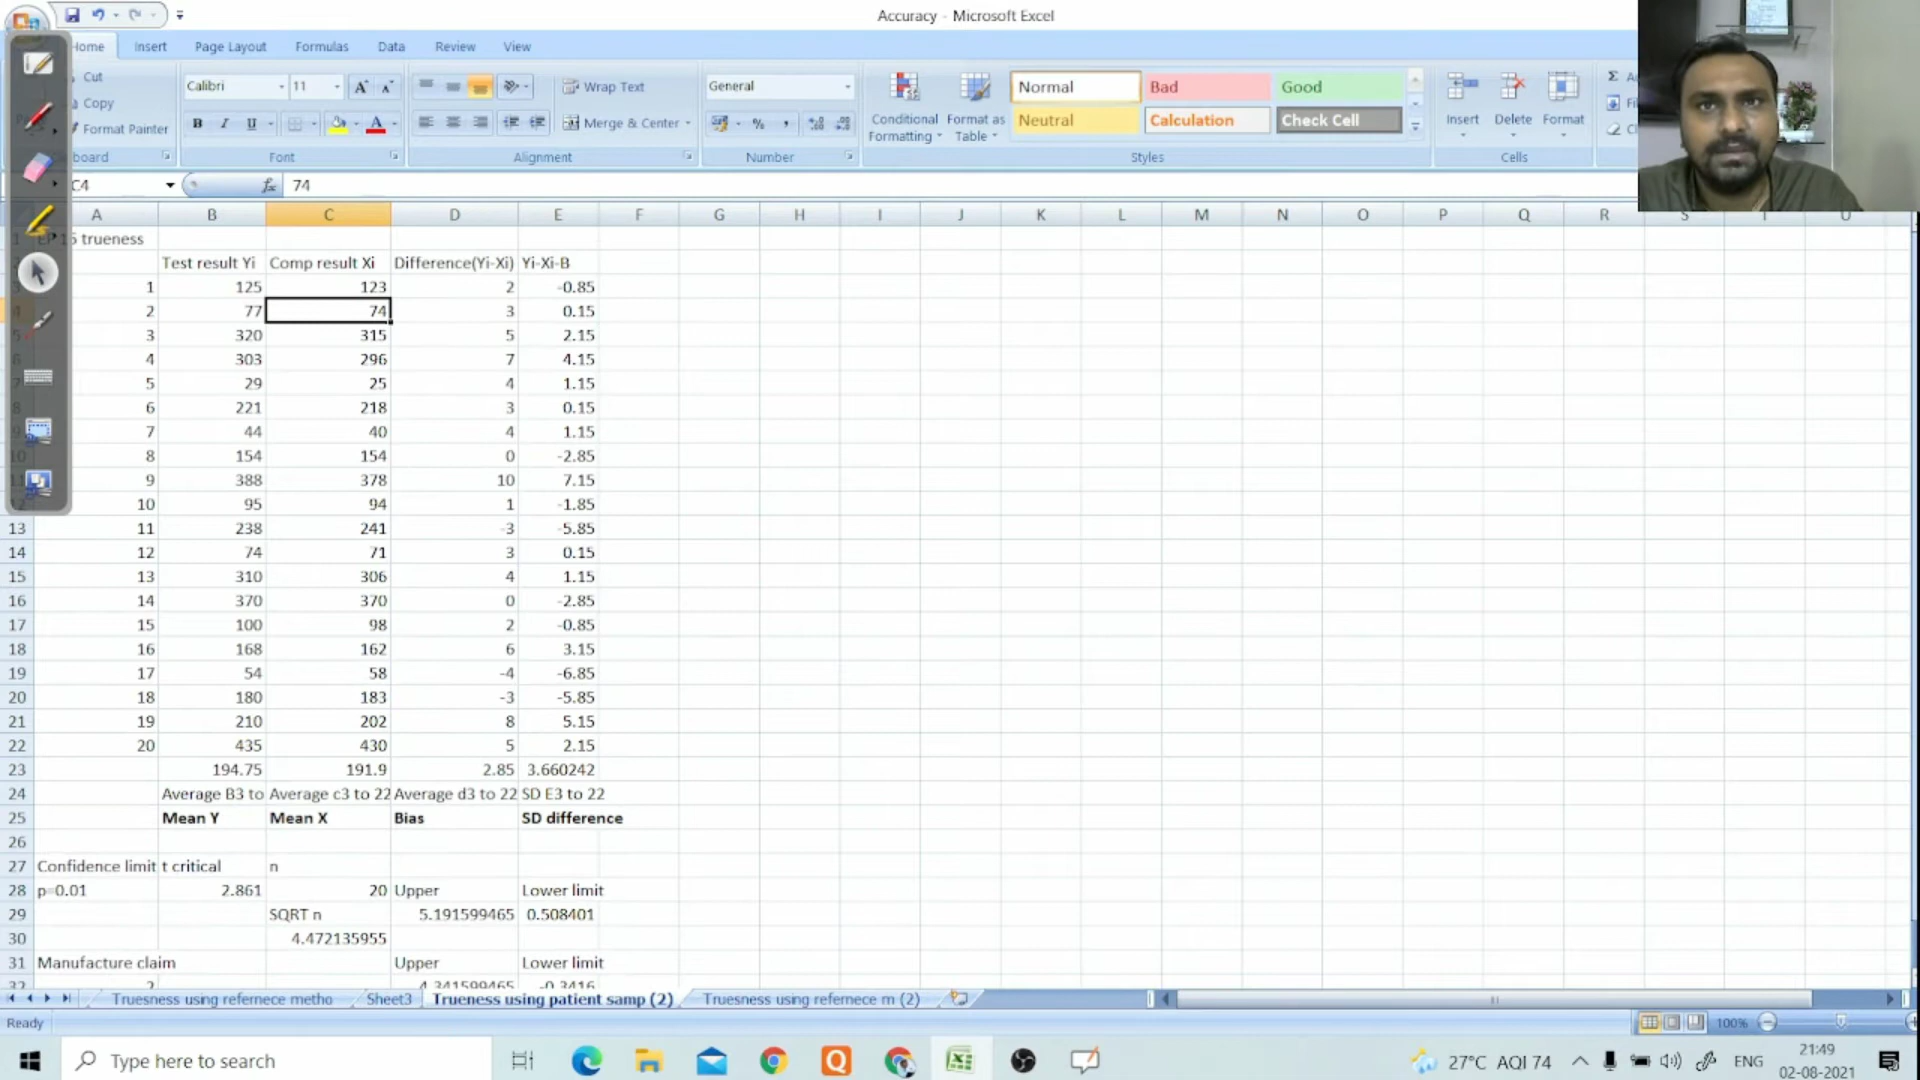 Accuracy - Microsoft Excel
Home Insert Page Layout Formulas Data Review View
Cut
Copy
Format Painter
Calibri 11
Wrap Text
Merge & Center
General
Conditional Formatting
Format as Table
Normal Bad Good
Neutral Calculation Check Cell
Insert Delete Format
Font Alignment Number Styles Cells
C4 fx 74
A B C D E F G H I J K L M N O P Q R S T U
trueness
Test result Yi Comp result Xi Difference(Yi-Xi) Yi-Xi-B
1 125 123 2 -0.85
2 77 74 3 0.15
3 320 315 5 2.15
4 303 296 7 4.15
5 29 25 4 1.15
6 221 218 3 0.15
7 44 40 4 1.15
8 154 154 0 -2.85
9 388 378 10 7.15
10 95 94 1 -1.85
13 11 238 241 -3 -5.85
14 12 74 71 3 0.15
15 13 310 306 4 1.15
16 14 370 370 0 -2.85
17 15 100 98 2 -0.85
18 16 168 162 6 3.15
19 17 54 58 -4 -6.85
20 18 180 183 -3 -5.85
21 19 210 202 8 5.15
22 20 435 430 5 2.15
23 194.75 191.9 2.85 3.660242
24 Average B3 to Average c3 to 22 Average d3 to 22 SD E3 to 22
25 Mean Y Mean X Bias SD difference
26
27 Confidence limit t critical n
28 p=0.01 2.861 20 Upper Lower limit
29 SQRT n 5.191599465 0.508401
30 4.472135955
31 Manufacture claim Upper Lower limit
32 2 4.341599465 -0.3416
Truesness using refernece metho Sheet3 Trueness using patient samp (2) Truesness using refernece m (2)
Ready 100%
Type here to search
27°C AQI 74 ENG 21:49
02-08-2021